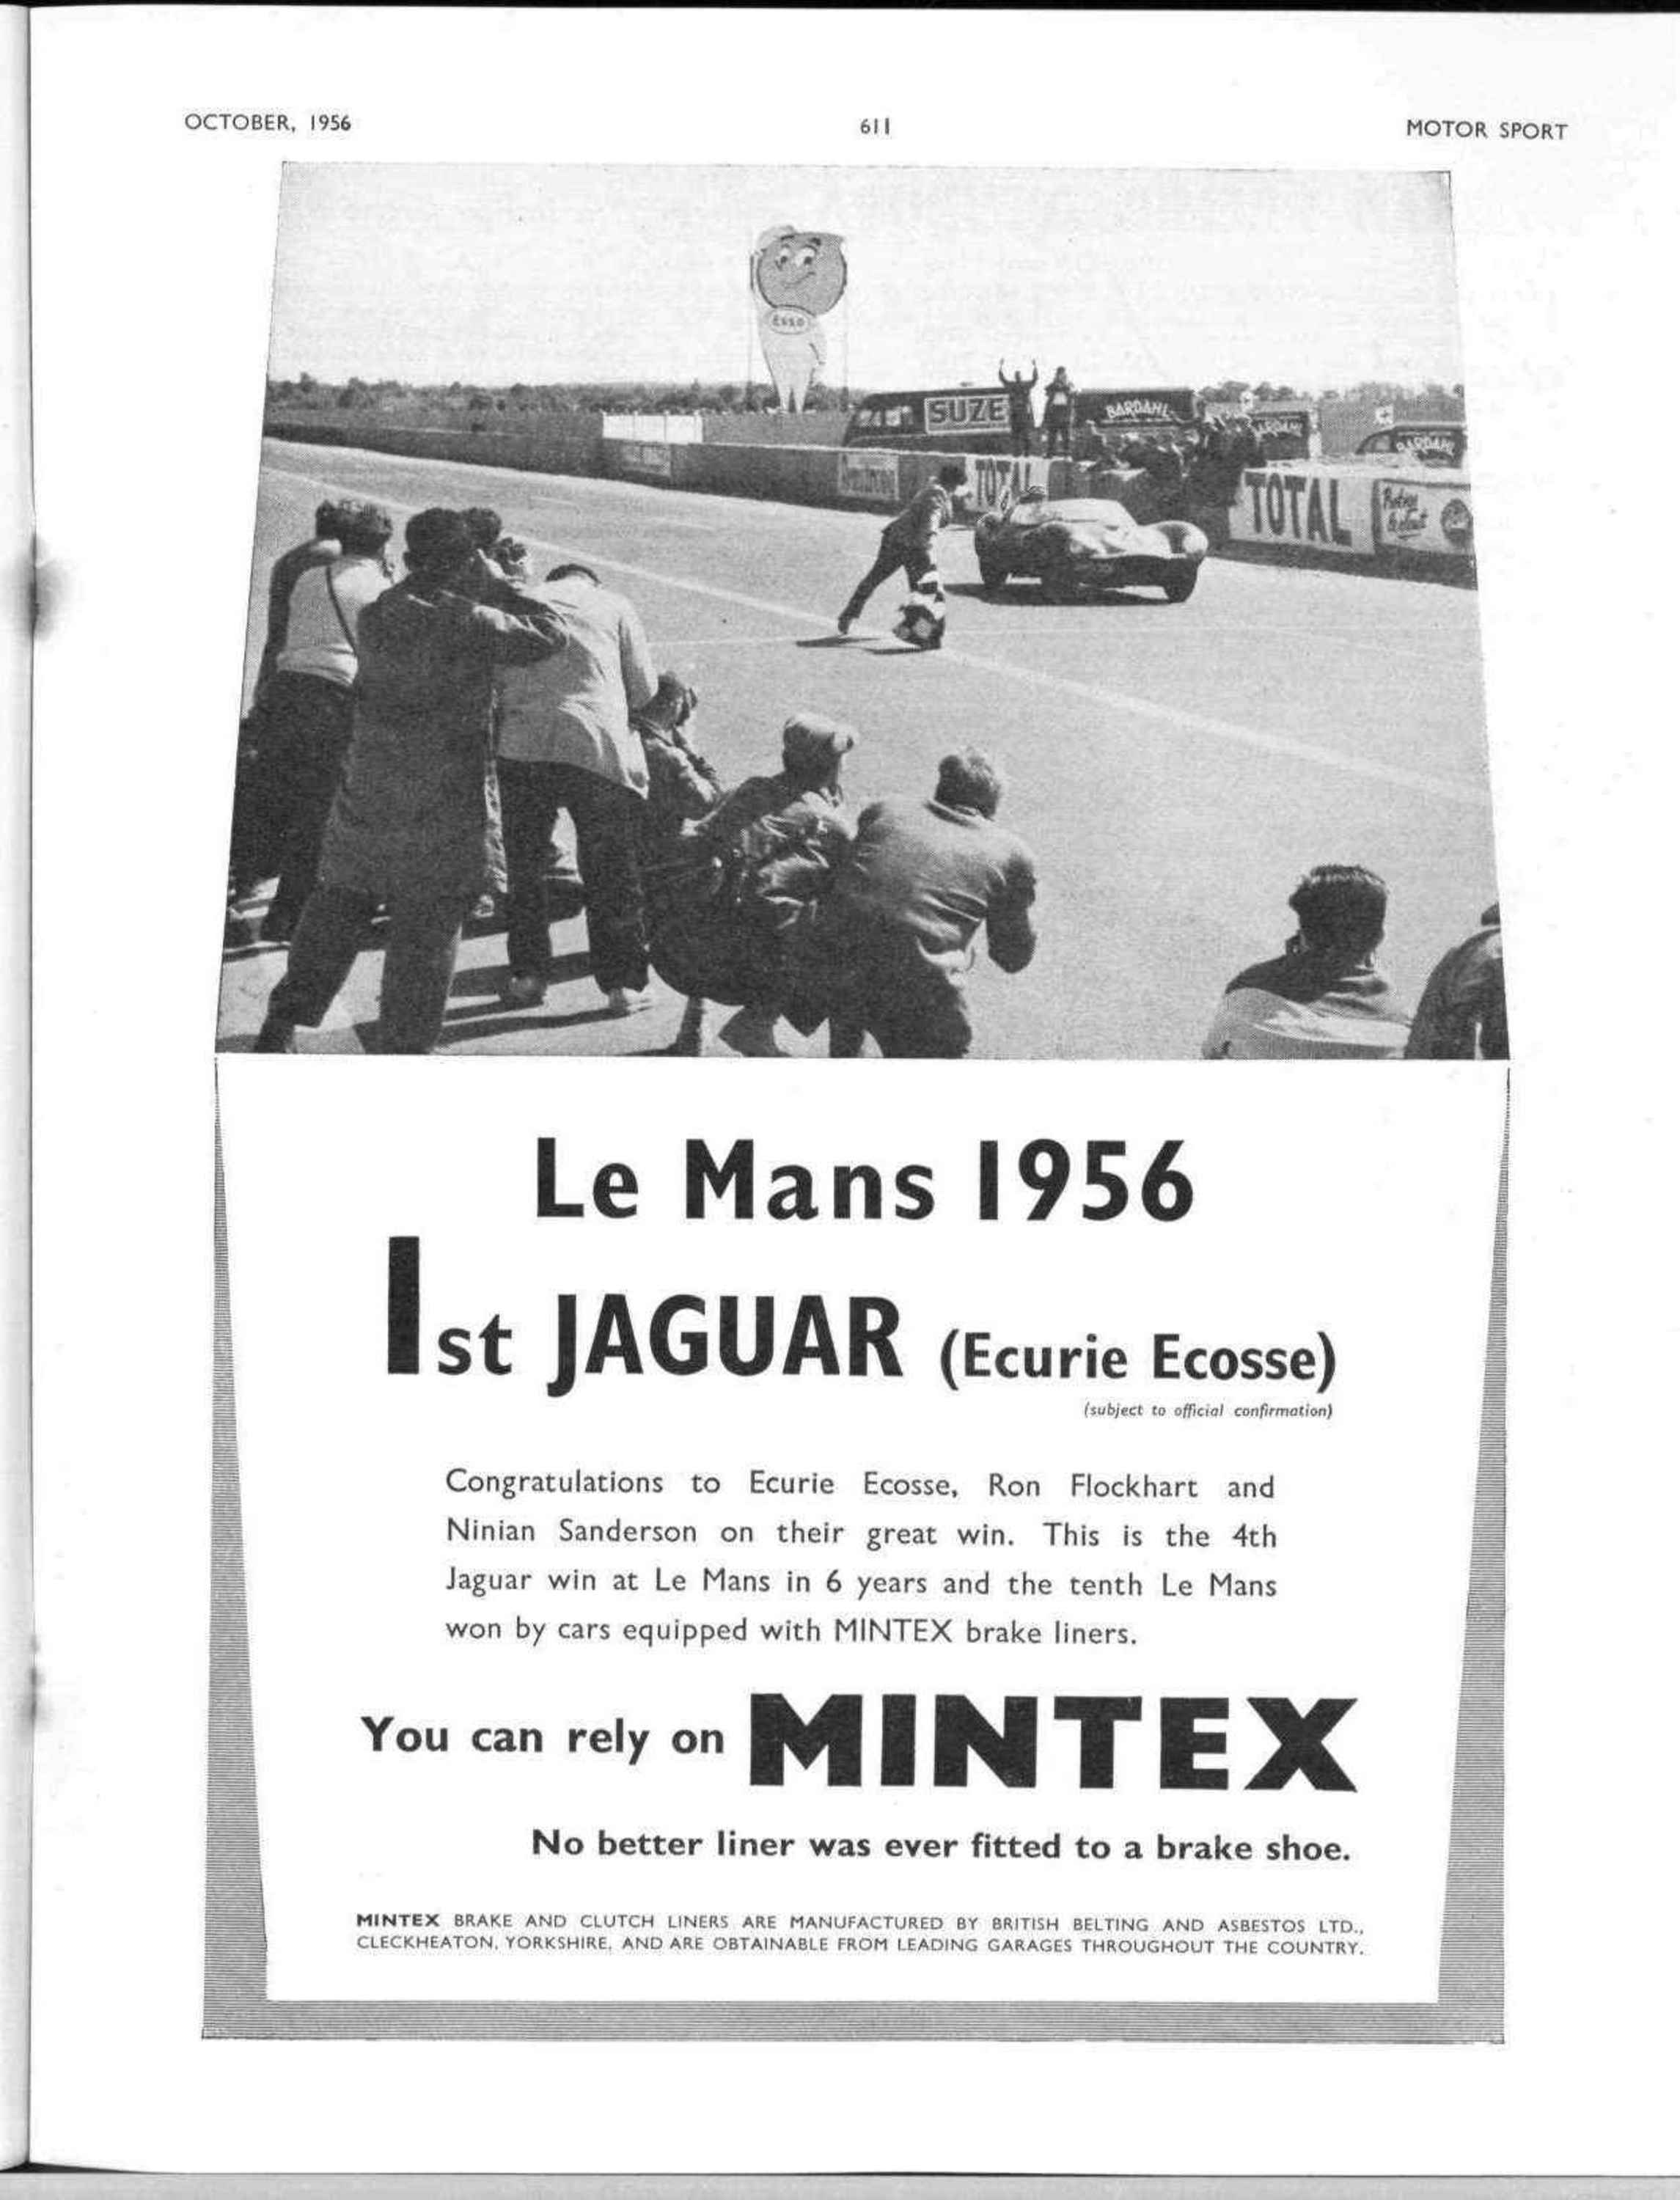 OCTOBER, 1956 611 MOTOR SPORT
Esso
SUZE
BARDAHL
BARDAHL
BARDAHL
TOTAL
TOTAL
Le Mans 1956
1st JAGUAR (Ecurie Ecosse)
(subject to official confirmation)
Congratulations to Ecurie Ecosse, Ron Flockhart and
Ninian Sanderson on their great win. This is the 4th
Jaguar win at Le Mans in 6 years and the tenth Le Mans
won by cars equipped with MINTEX brake liners.
You can rely on MINTEX
No better liner was ever fitted to a brake shoe.
MINTEX BRAKE AND CLUTCH LINERS ARE MANUFACTURED BY BRITISH BELTING AND ASBESTOS LTD.,
CLECKHEATON, YORKSHIRE, AND ARE OBTAINABLE FROM LEADING GARAGES THROUGHOUT THE COUNTRY.